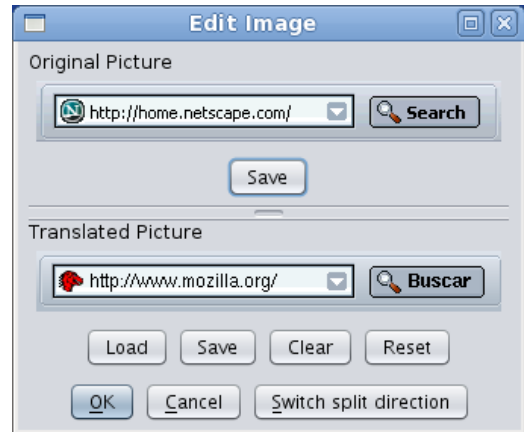 Edit Image
Original Picture
http://home.netscape.com/ Search
Save
Translated Picture
http://www.mozilla.org/ Buscar
Load Save Clear Reset
OK Cancel Switch split direction